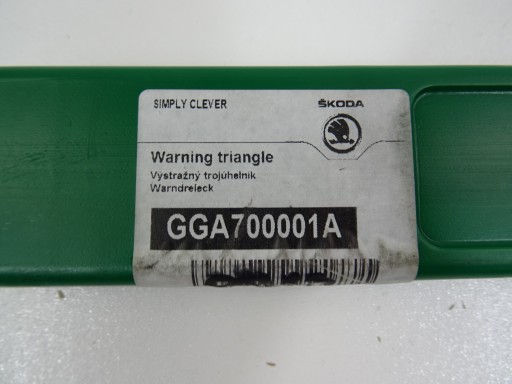 SIMPLY CLEVER
ŠKODA
Warning triangle
Výstražný trojúhelník
Warndreieck
GGA700001A